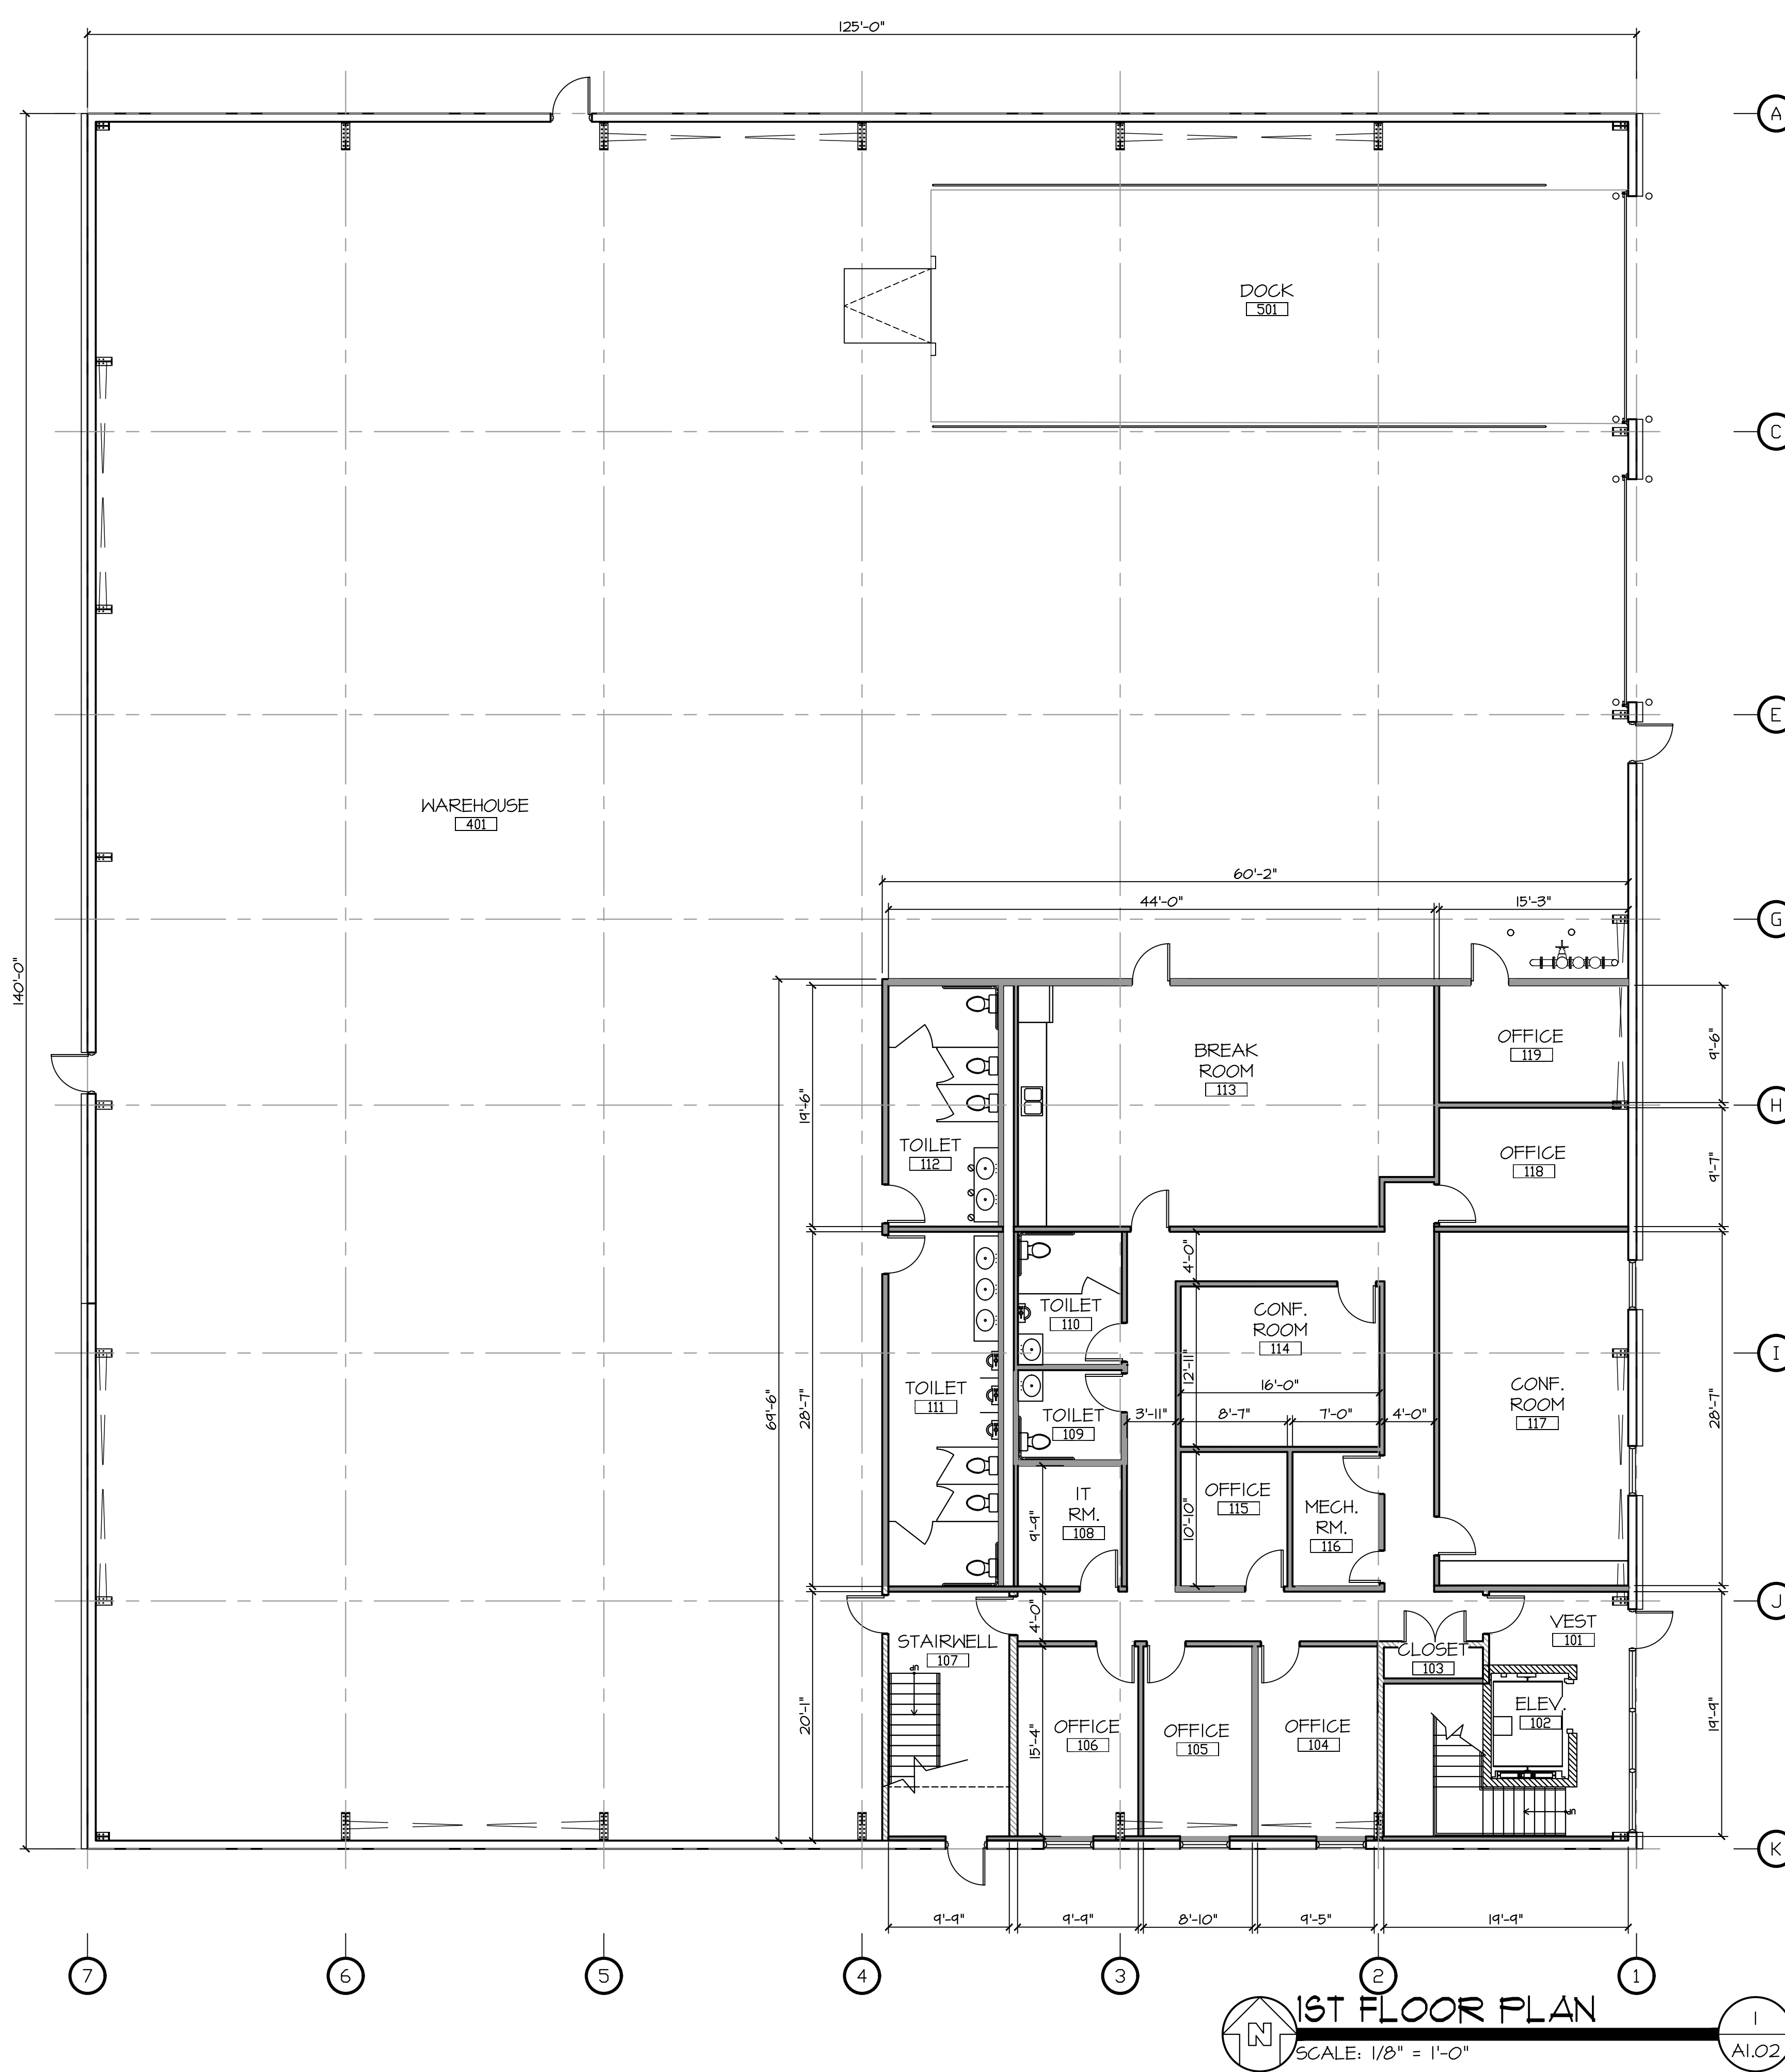 125'-0"
A
DOCK
501
C
E
WAREHOUSE
401
60'-2"
44'-0"
15'-3"
G
140'-0"
OFFICE
119
9'-6"
BREAK
ROOM
113
H
19'-6"
TOILET
112
OFFICE
118
9'-7"
4'-0"
TOILET
110
CONF.
ROOM
114
I
12'-11"
16'-0"
TOILET
111
CONF.
ROOM
117
69'-6"
28'-7"
28'-7"
TOILET
109
3'-11"
8'-7"
7'-0"
4'-0"
IT
RM.
108
9'-9"
OFFICE
115
10'-10"
MECH.
RM.
116
J
4'-0"
VEST
101
STAIRWELL
107
UP
CLOSET
103
20'-1"
OFFICE
106
15'-4"
OFFICE
105
OFFICE
104
ELEV.
102
19'-9"
UP
K
9'-9"
9'-9"
8'-10"
9'-5"
19'-9"
7
6
5
4
3
2
1
N
1ST FLOOR PLAN
SCALE: 1/8" = 1'-0"
1
A1.02